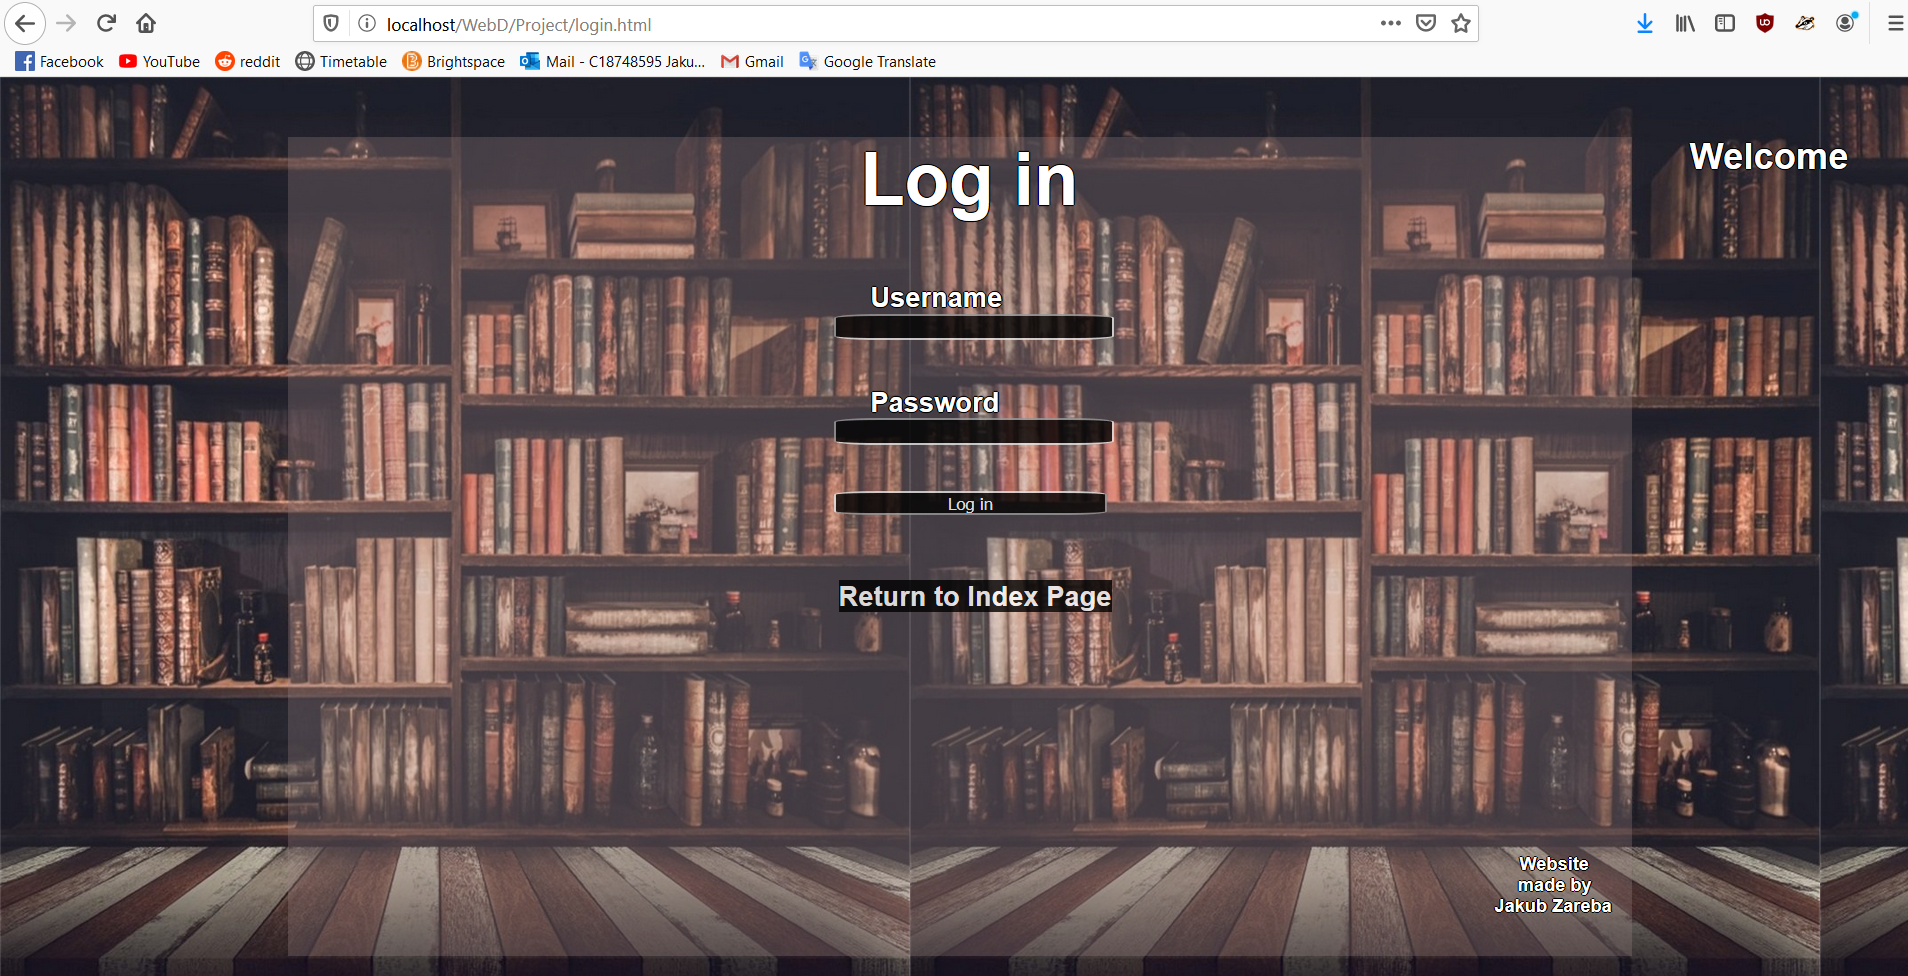 localhost/WebD/Project/login.html
Facebook YouTube reddit Timetable Brightspace Mail - C18748595 Jaku... Gmail Google Translate
Welcome
Log in
Username
Password
Log in
Return to Index Page
Website
made by
Jakub Zareba